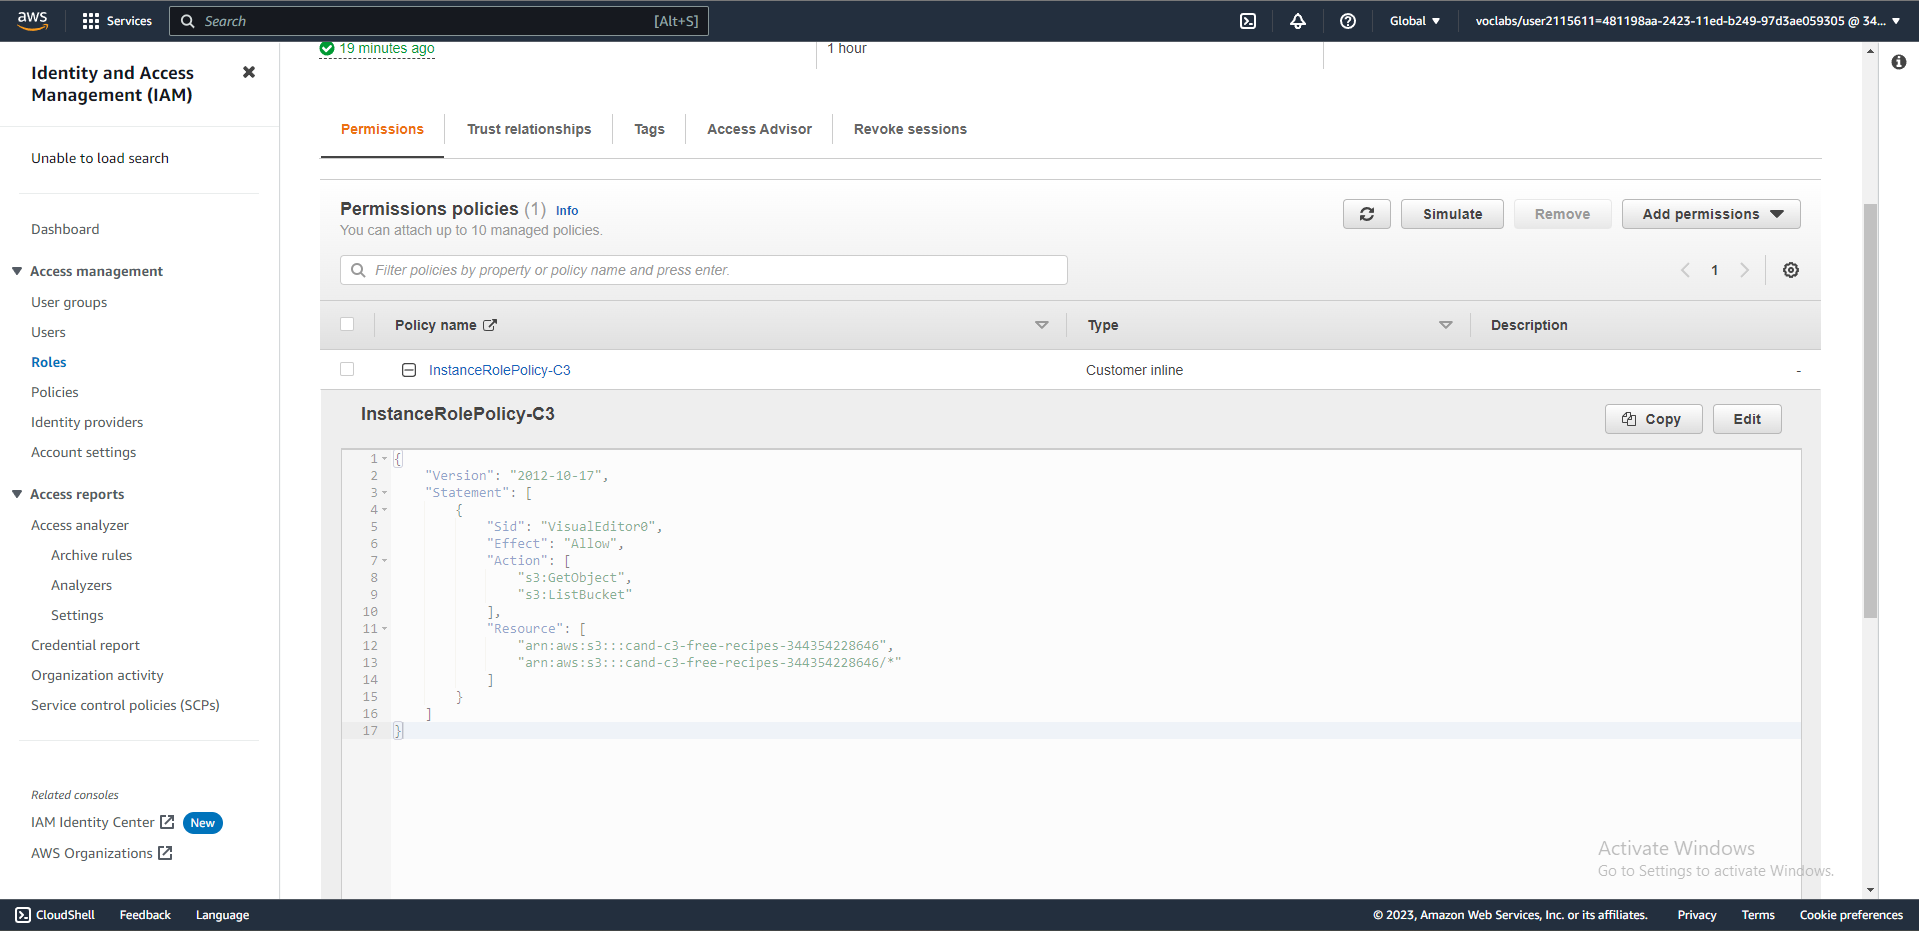 aws
Services
Search
[Alt+S]
Global
voclabs/user2115611=481198aa-2423-11ed-b249-97d3ae059305 @ 34...
Identity and Access
Management (IAM)
Unable to load search
Dashboard
Access management
User groups
Users
Roles
Policies
Identity providers
Account settings
Access reports
Access analyzer
Archive rules
Analyzers
Settings
Credential report
Organization activity
Service control policies (SCPs)
Related consoles
IAM Identity Center
New
AWS Organizations
19 minutes ago
1 hour
Permissions
Trust relationships
Tags
Access Advisor
Revoke sessions
Permissions policies (1) Info
You can attach up to 10 managed policies.
Simulate
Remove
Add permissions
Filter policies by property or policy name and press enter.
1
Policy name
Type
Description
InstanceRolePolicy-C3
Customer inline
-
InstanceRolePolicy-C3
Copy
Edit
1 {
2 "Version": "2012-10-17",
3 "Statement": [
4 {
5 "Sid": "VisualEditor0",
6 "Effect": "Allow",
7 "Action": [
8 "s3:GetObject",
9 "s3:ListBucket"
10 ],
11 "Resource": [
12 "arn:aws:s3:::cand-c3-free-recipes-344354228646",
13 "arn:aws:s3:::cand-c3-free-recipes-344354228646/*"
14 ]
15 }
16 ]
17 }
Activate Windows
Go to Settings to activate Windows.
CloudShell
Feedback
Language
© 2023, Amazon Web Services, Inc. or its affiliates.
Privacy
Terms
Cookie preferences